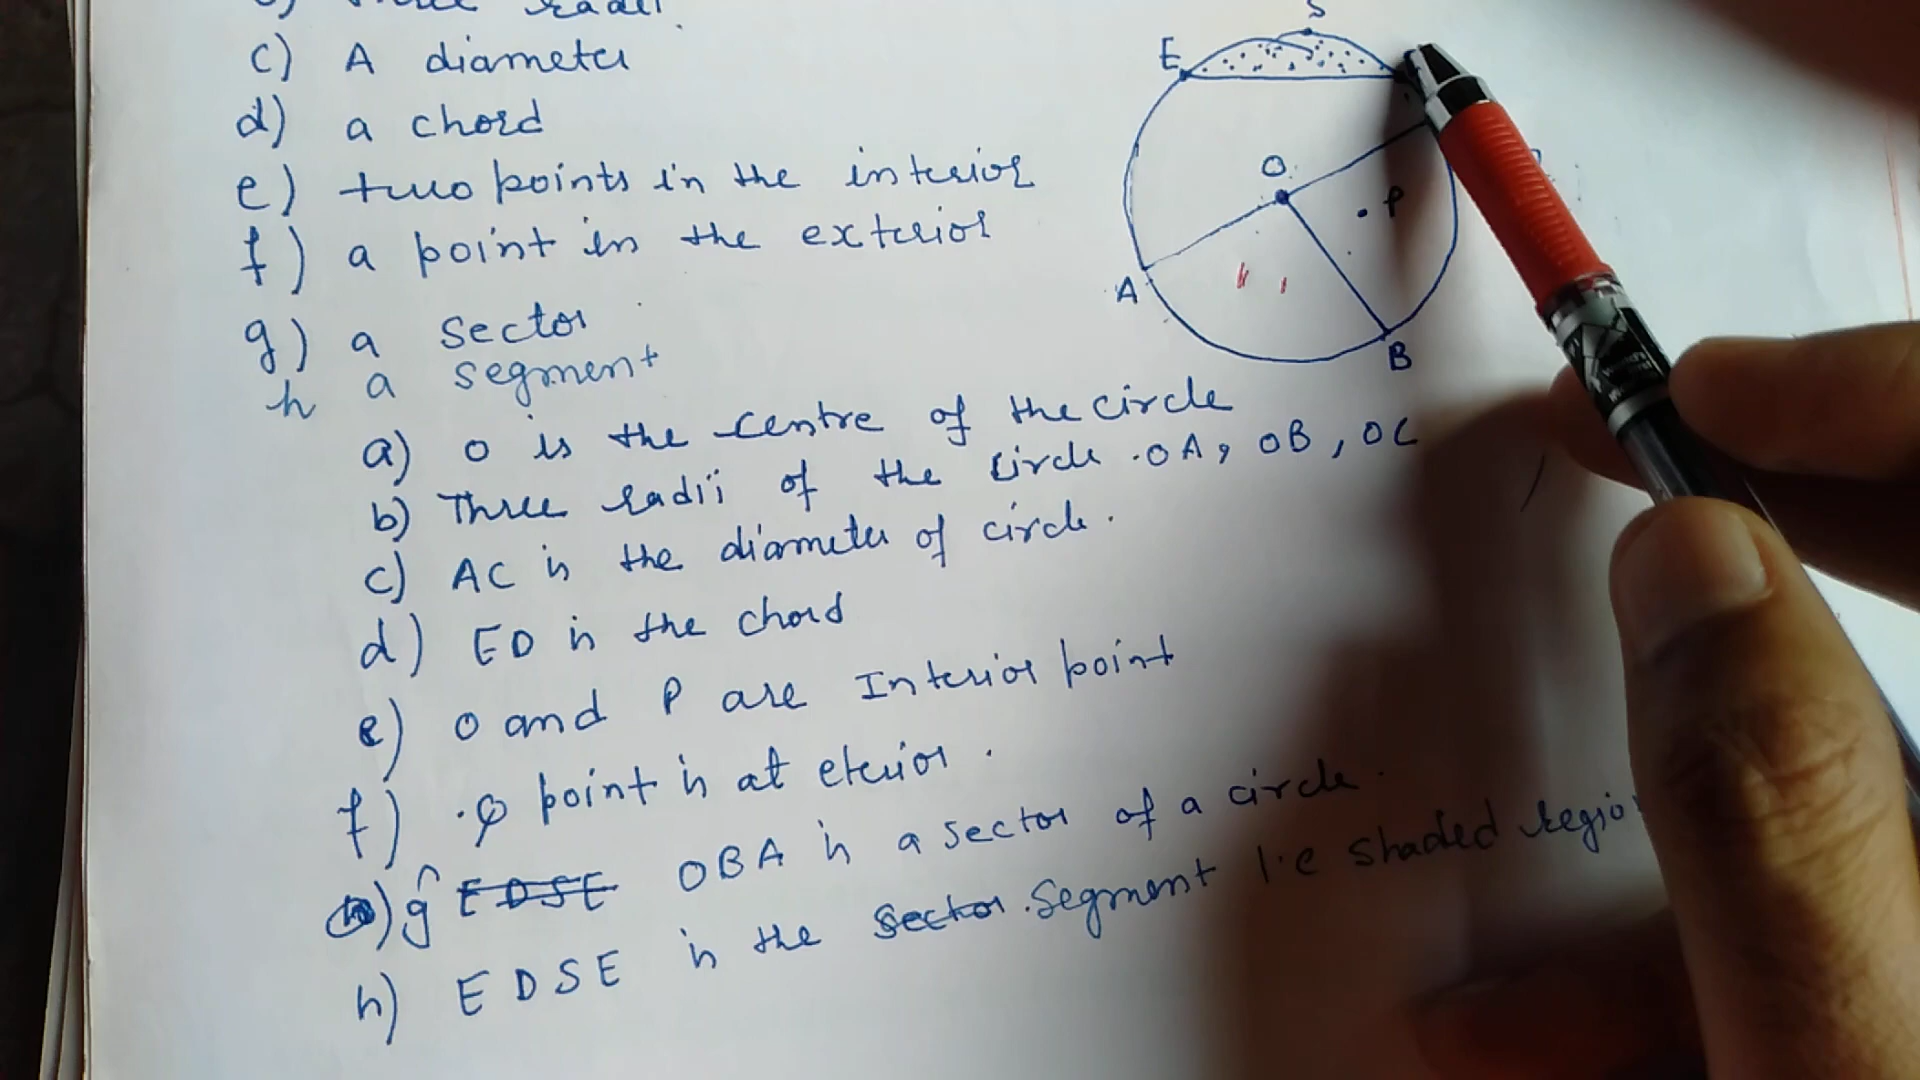 c) A diameter
d) a chord
e) two points in the interior
f) a point in the exterior
g) a sector
h a segment
S
E
O
P
A
B
a) O is the centre of the circle
b) Three radii of the circle . OA, OB, OC
c) AC is the diameter of circle.
d) ED is the chord
e) O and P are Interior point
f) . Q point is at eterior .
g EDSE OBA is a sector of a circle.
h) EDSE is the sector . Segment i.e shaded regio